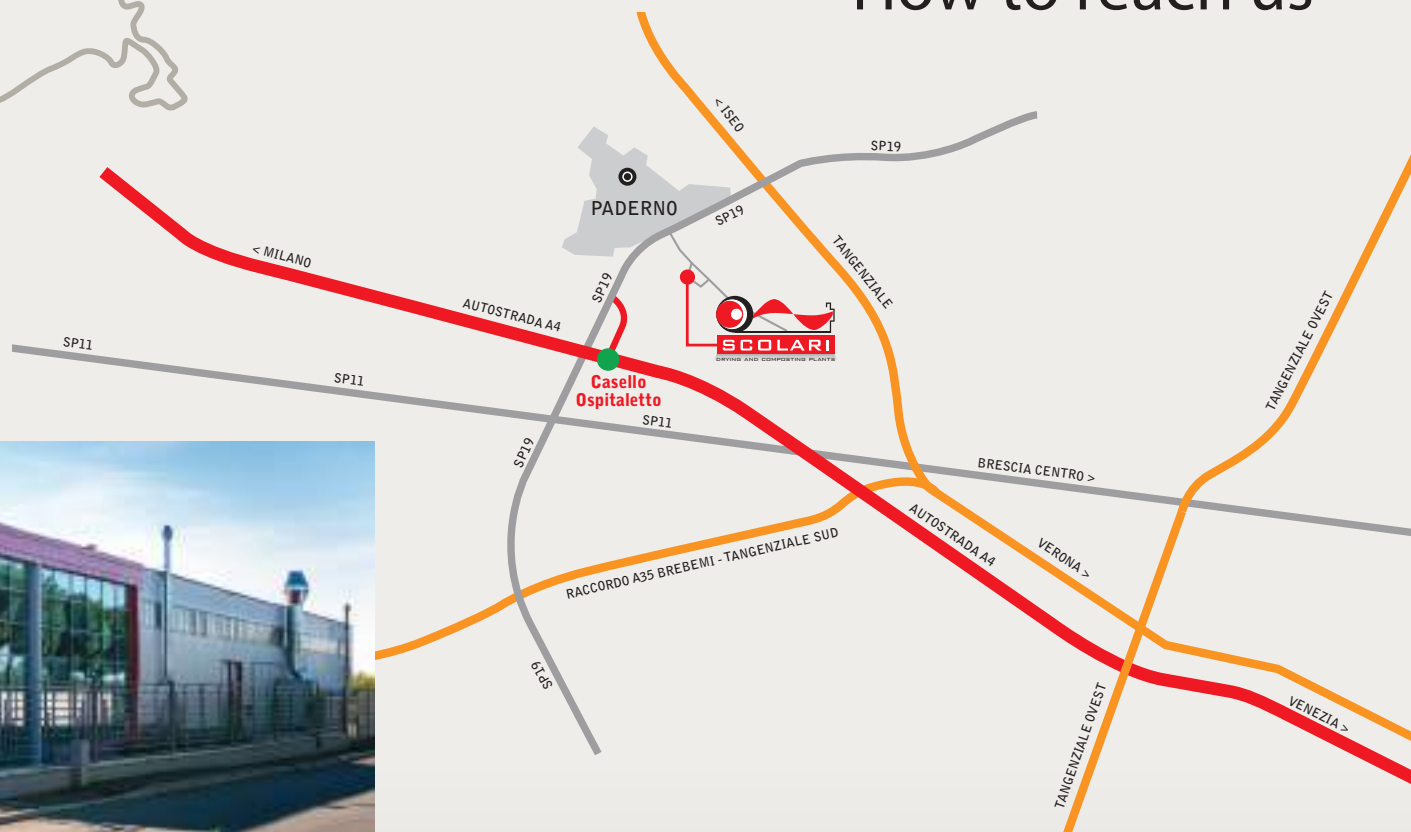 How to reach us
< ISEO
SP19
PADERNO
SP19
< MILANO
TANGENZIALE
SP19
AUTOSTRADA A4
TANGENZIALE OVEST
SCOLARI
DRYING AND COMPOSTING PLANTS
SP11
SP11
Casello
Ospitaletto
SP11
SP19
BRESCIA CENTRO >
AUTOSTRADA A4
VERONA >
RACCORDO A35 BREBEMI - TANGENZIALE SUD
SP19
TANGENZIALE OVEST
VENEZIA >